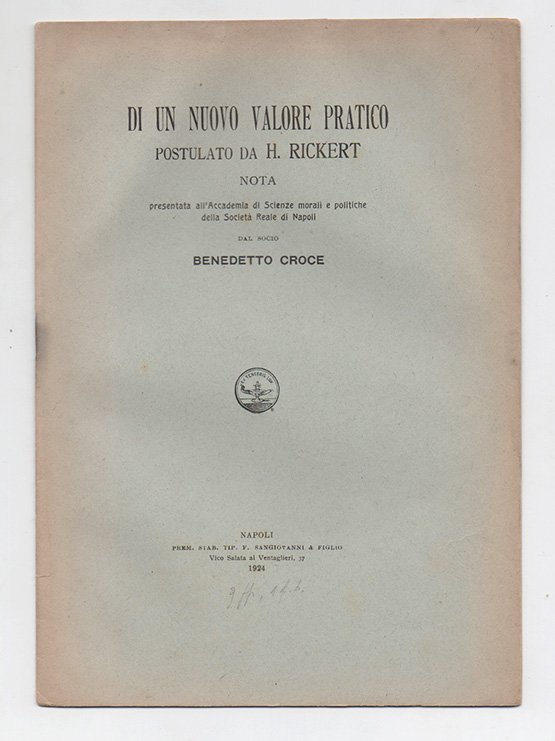 DI UN NUOVO VALORE PRATICO
POSTULATO DA H. RICKERT
NOTA
presentata all'Accademia di Scienze morali e politiche
della Società Reale di Napoli
DAL SOCIO
BENEDETTO CROCE
NAPOLI
PREM. STAB. TIP. F. SANGIOVANNI & FIGLIO
Vico Salata ai Ventaglieri, 37
1924